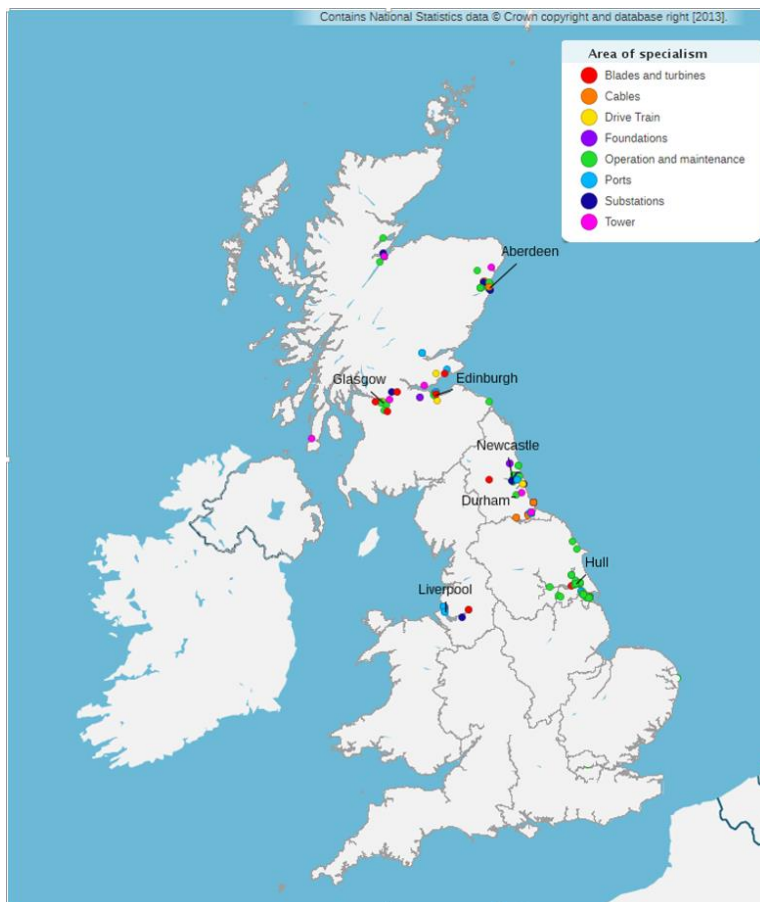 Contains National Statistics data © Crown copyright and database right [2013].
Area of specialism
Blades and turbines
Cables
Drive Train
Foundations
Operation and maintenance
Ports
Substations
Tower
Aberdeen
Glasgow
Edinburgh
Newcastle
Durham
Hull
Liverpool